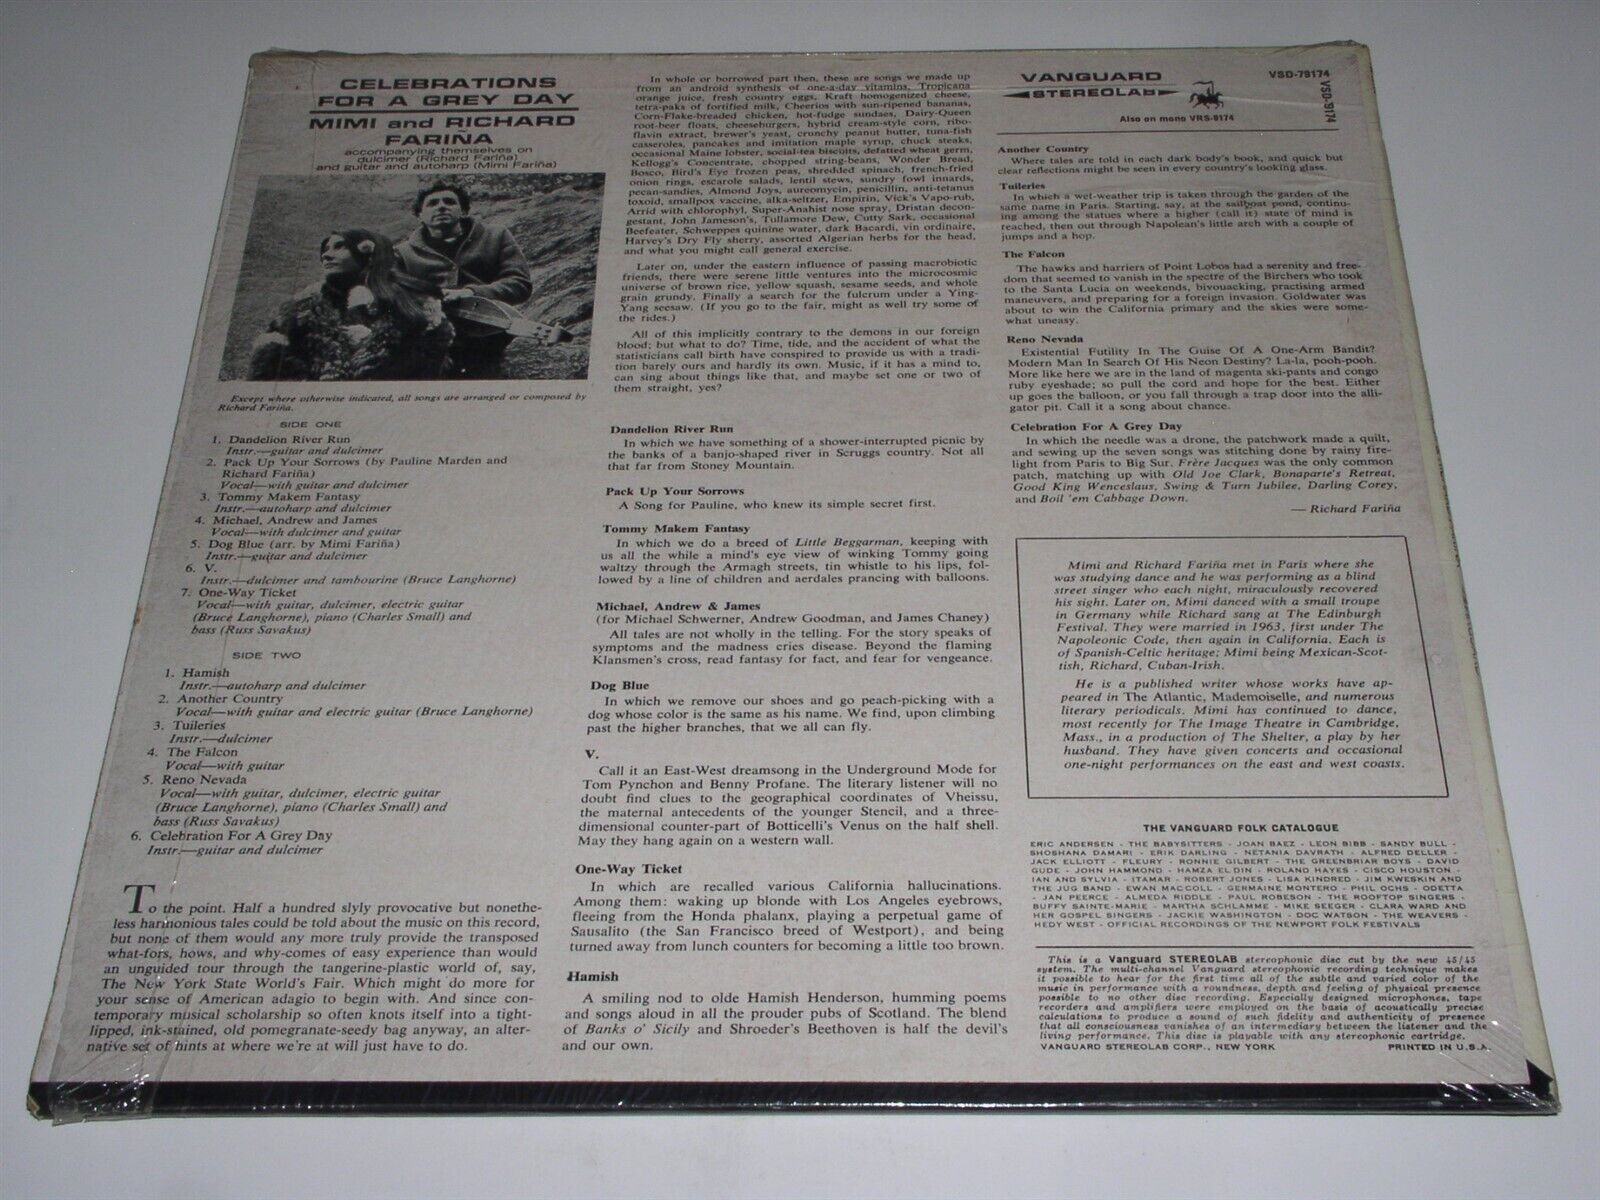 CELEBRATIONS
FOR A GREY DAY
MIMI and RICHARD
FARIÑA
accompanying themselves on
dulcimer (Richard Fariña)
and guitar and autoharp (Mimi Fariña)
Except where otherwise indicated, all songs are arranged or composed by
Richard Fariña.
SIDE ONE
1. Dandelion River Run
Instr.—guitar and dulcimer
2. Pack Up Your Sorrows (by Pauline Marden and
Richard Fariña)
Vocal—with guitar and dulcimer
3. Tommy Makem Fantasy
Instr.—autoharp and dulcimer
4. Michael, Andrew and James
Vocal—with dulcimer and guitar
5. Dog Blue (arr. by Mimi Fariña)
Instr.—guitar and dulcimer
6. V.
Instr.—dulcimer and tambourine (Bruce Langhorne)
7. One-Way Ticket
Vocal—with guitar, dulcimer, electric guitar
(Bruce Langhorne), piano (Charles Small) and
bass (Russ Savakus)
SIDE TWO
1. Hamish
Instr.—autoharp and dulcimer
2. Another Country
Vocal—with guitar and electric guitar (Bruce Langhorne)
3. Tuileries
Instr.—dulcimer
4. The Falcon
Vocal—with guitar
5. Reno Nevada
Vocal—with guitar, dulcimer, electric guitar
(Bruce Langhorne), piano (Charles Small) and
bass (Russ Savakus)
6. Celebration For A Grey Day
Instr.—guitar and dulcimer
To the point. Half a hundred slyly provocative but nonethe-
less harmonious tales could be told about the music on this record,
but none of them would any more truly provide the transposed
what-fors, hows, and why-comes of easy experience than would
an unguided tour through the tangerine-plastic world of, say,
The New York State World's Fair. Which might do more for
your sense of American adagio to begin with. And since con-
temporary musical scholarship so often knots itself into a tight-
lipped, ink-stained, old pomegranate-seedy bag anyway, an alter-
native set of hints at where we're at will just have to do.
In whole or borrowed part then, these are songs we made up
from an android synthesis of one-a-day vitamins, Tropicana
orange juice, fresh country eggs, Kraft homogenized cheese,
tetra-paks of fortified milk, Cheerios with sun-ripened bananas,
Corn-Flake-breaded chicken, hot-fudge sundaes, Dairy-Queen
root-beer floats, cheeseburgers, hybrid cream-style corn, ribo-
flavin extract, brewer's yeast, crunchy peanut butter, tuna-fish
casseroles, pancakes and imitation maple syrup, chuck steaks,
occasional Maine lobster, social-tea biscuits, defatted wheat germ,
Kellogg's Concentrate, chopped string-beans, Wonder Bread,
Bosco, Bird's Eye frozen peas, shredded spinach, french-fried
onion rings, escarole salads, lentil stews, sundry fowl innards,
pecan-sandies, Almond Joys, aureomycin, penicillin, anti-tetanus
toxoid, smallpox vaccine, alka-seltzer, Empirin, Vick's Vapo-rub,
Arrid with chlorophyl, Super-Anahist nose spray, Dristan decon-
gestant, John Jameson's, Tullamore Dew, Cutty Sark, occasional
Beefeater, Schweppes quinine water, dark Bacardi, vin ordinaire,
Harvey's Dry Fly sherry, assorted Algerian herbs for the head,
and what you might call general exercise.
Later on, under the eastern influence of passing macrobiotic
friends, there were serene little ventures into the microcosmic
universe of brown rice, yellow squash, sesame seeds, and whole
grain grundy. Finally a search for the fulcrum under a Ying-
Yang seesaw. (If you go to the fair, might as well try some of
the rides.)
All of this implicitly contrary to the demons in our foreign
blood; but what to do? Time, tide, and the accident of what the
statisticians call birth have conspired to provide us with a tradi-
tion barely ours and hardly its own. Music, if it has a mind to,
can sing about things like that, and maybe set one or two of
them straight, yes?
Dandelion River Run
In which we have something of a shower-interrupted picnic by
the banks of a banjo-shaped river in Scruggs country. Not all
that far from Stoney Mountain.
Pack Up Your Sorrows
A Song for Pauline, who knew its simple secret first.
Tommy Makem Fantasy
In which we do a breed of Little Beggarman, keeping with
us all the while a mind's eye view of winking Tommy going
waltzy through the Armagh streets, tin whistle to his lips, fol-
lowed by a line of children and aerdales prancing with balloons.
Michael, Andrew & James
(for Michael Schwerner, Andrew Goodman, and James Chaney)
All tales are not wholly in the telling. For the story speaks of
symptoms and the madness cries disease. Beyond the flaming
Klansmen's cross, read fantasy for fact, and fear for vengeance.
Dog Blue
In which we remove our shoes and go peach-picking with a
dog whose color is the same as his name. We find, upon climbing
past the higher branches, that we all can fly.
V.
Call it an East-West dreamsong in the Underground Mode for
Tom Pynchon and Benny Profane. The literary listener will no
doubt find clues to the geographical coordinates of Vheissu,
the maternal antecedents of the younger Stencil, and a three-
dimensional counter-part of Botticelli's Venus on the half shell.
May they hang again on a western wall.
One-Way Ticket
In which are recalled various California hallucinations.
Among them: waking up blonde with Los Angeles eyebrows,
fleeing from the Honda phalanx, playing a perpetual game of
Sausalito (the San Francisco breed of Westport), and being
turned away from lunch counters for becoming a little too brown.
Hamish
A smiling nod to olde Hamish Henderson, humming poems
and songs aloud in all the prouder pubs of Scotland. The blend
of Banks o' Sicily and Shroeder's Beethoven is half the devil's
and our own.
VANGUARD
STEREOLAB
VSD-79174
VSD-9174
Also on mono VRS-9174
Another Country
Where tales are told in each dark body's book, and quick but
clear reflections might be seen in every country's looking glass.
Tuileries
In which a wet-weather trip is taken through the garden of the
same name in Paris. Starting, say, at the sailboat pond, continu-
ing among the statues where a higher (call it) state of mind is
reached, then out through Napolean's little arch with a couple of
jumps and a hop.
The Falcon
The hawks and harriers of Point Lobos had a serenity and free-
dom that seemed to vanish in the spectre of the Birchers who took
to the Santa Lucia on weekends, bivouacking, practising armed
maneuvers, and preparing for a foreign invasion. Goldwater was
about to win the California primary and the skies were some-
what uneasy.
Reno Nevada
Existential Futility In The Guise Of A One-Arm Bandit?
Modern Man In Search Of His Neon Destiny? La-la, pooh-pooh.
More like here we are in the land of magenta ski-pants and congo
ruby eyeshade; so pull the cord and hope for the best. Either
up goes the balloon, or you fall through a trap door into the alli-
gator pit. Call it a song about chance.
Celebration For A Grey Day
In which the needle was a drone, the patchwork made a quilt,
and sewing up the seven songs was stitching done by rainy fire-
light from Paris to Big Sur. Frère Jacques was the only common
patch, matching up with Old Joe Clark, Bonaparte's Retreat,
Good King Wenceslaus, Swing & Turn Jubilee, Darling Corey,
and Boil 'em Cabbage Down.
— Richard Fariña
Mimi and Richard Fariña met in Paris where she
was studying dance and he was performing as a blind
street singer who each night, miraculously recovered
his sight. Later on, Mimi danced with a small troupe
in Germany while Richard sang at The Edinburgh
Festival. They were married in 1963, first under The
Napoleonic Code, then again in California. Each is
of Spanish-Celtic heritage; Mimi being Mexican-Scot-
tish, Richard, Cuban-Irish.
He is a published writer whose works have ap-
peared in The Atlantic, Mademoiselle, and numerous
literary periodicals. Mimi has continued to dance,
most recently for The Image Theatre in Cambridge,
Mass., in a production of The Shelter, a play by her
husband. They have given concerts and occasional
one-night performances on the east and west coasts.
THE VANGUARD FOLK CATALOGUE
ERIC ANDERSEN - THE BABYSITTERS - JOAN BAEZ - LEON BIBB - SANDY BULL -
SHOSHANA DAMARI - ERIK DARLING - NETANIA DAVRATH - ALFRED DELLER -
JACK ELLIOTT - FLEURY - RONNIE GILBERT - THE GREENBRIAR BOYS - DAVID
GUDE - JOHN HAMMOND - HAMZA EL DIN - ROLAND HAYES - CISCO HOUSTON -
IAN AND SYLVIA - ITAMAR - ROBERT JONES - LISA KINDRED - JIM KWESKIN AND
THE JUG BAND - EWAN MACCOLL - GERMAINE MONTERO - PHIL OCHS - ODETTA
- JAN PEERCE - ALMEDA RIDDLE - PAUL ROBESON - THE ROOFTOP SINGERS -
BUFFY SAINTE-MARIE - MARTHA SCHLAMME - MIKE SEEGER - CLARA WARD AND
HER GOSPEL SINGERS - JACKIE WASHINGTON - DOC WATSON - THE WEAVERS -
HEDY WEST - OFFICIAL RECORDINGS OF THE NEWPORT FOLK FESTIVALS
This is a Vanguard STEREOLAB stereophonic disc cut by the new 45/45
system. The multi-channel Vanguard stereophonic recording technique makes
it possible to hear for the first time all of the subtle and varied color of the
music in performance with a roundness, depth and feeling of physical presence
possible to no other disc recording. Especially designed microphones, tape
recorders and amplifiers were employed on the basis of acoustically precise
calculations to produce a sound of such fidelity and authenticity of presence
that all consciousness vanishes of an intermediary between the listener and the
living performance. This disc is playable with any stereophonic cartridge.
VANGUARD STEREOLAB CORP., NEW YORK
PRINTED IN U.S.A.